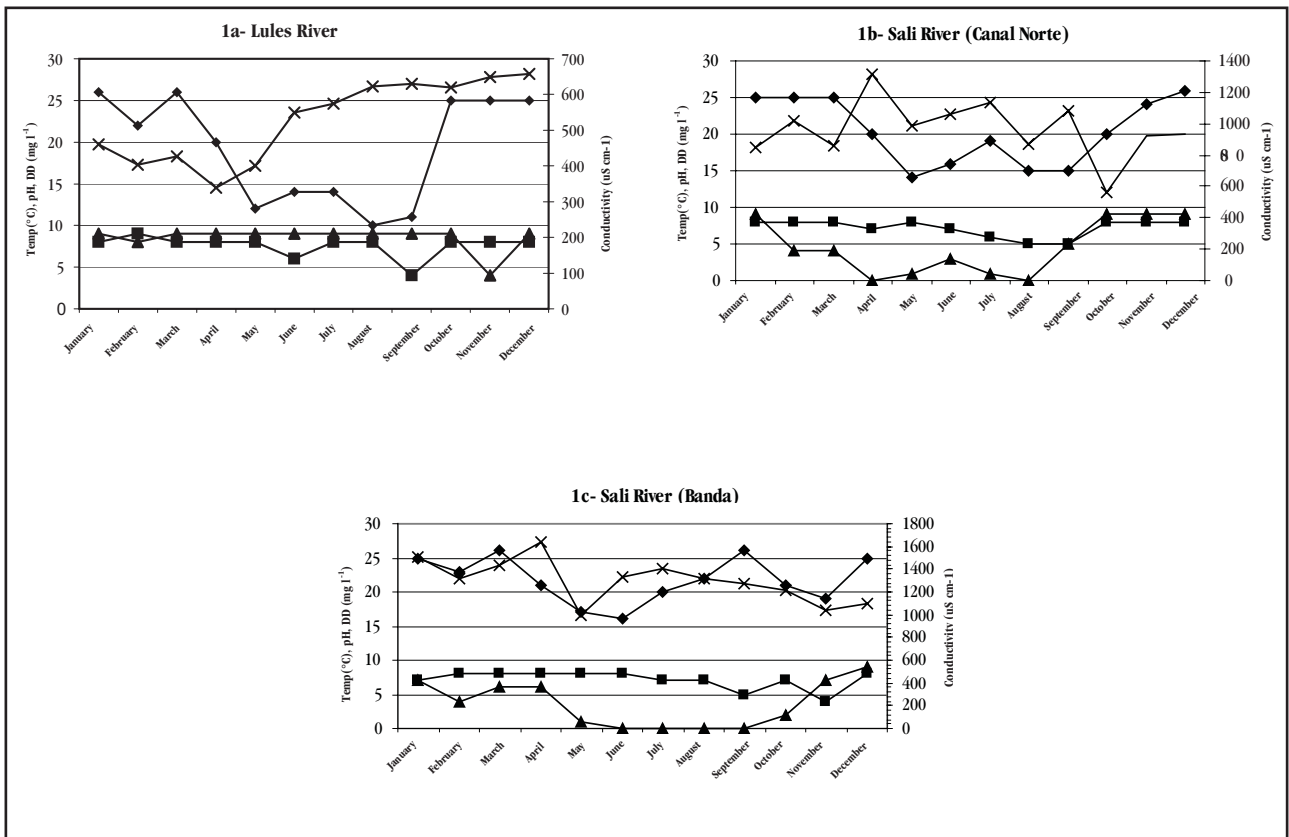 1a- Lules River
Temp(°C), pH, DD (mg l⁻¹)
30
25
20
15
10
5
0
700
600
500
400
300
200
100
0
Conductivity (uS cm-1)
January
February
March
April
May
June
July
August
September
October
November
December
1b- Sali River (Canal Norte)
Temp(°C), pH, DD (mg l⁻¹)
30
25
20
15
10
5
0
1400
1200
1000
600
400
200
0
Conductivity (uS cm-1)
January
February
March
April
May
June
July
August
September
October
November
December
1c- Sali River (Banda)
Temp(°C), pH, DD (mg l⁻¹)
30
25
20
15
10
5
0
1800
1600
1400
1200
1000
800
600
400
200
0
Conductivity (uS cm-1)
January
February
March
April
May
June
July
August
September
October
November
December